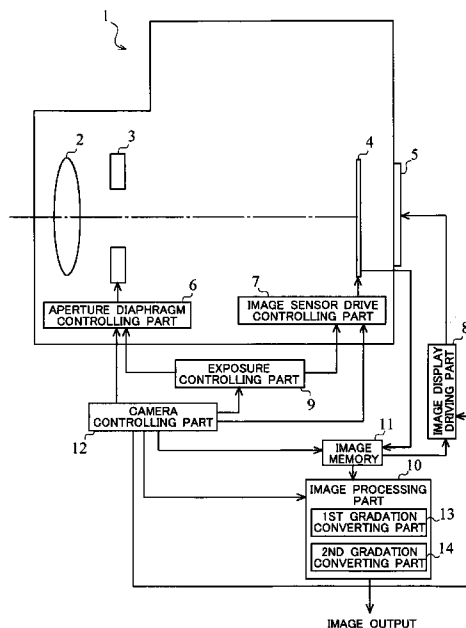 1
2
3
4
5
6
APERTURE DIAPHRAGM
CONTROLLING PART
7
IMAGE SENSOR DRIVE
CONTROLLING PART
8
IMAGE DISPLAY
DRIVING PART
EXPOSURE
CONTROLLING PART
9
CAMERA
CONTROLLING PART
12
11
IMAGE
MEMORY
10
IMAGE PROCESSING
PART
13
1ST GRADATION
CONVERTING PART
14
2ND GRADATION
CONVERTING PART
IMAGE OUTPUT